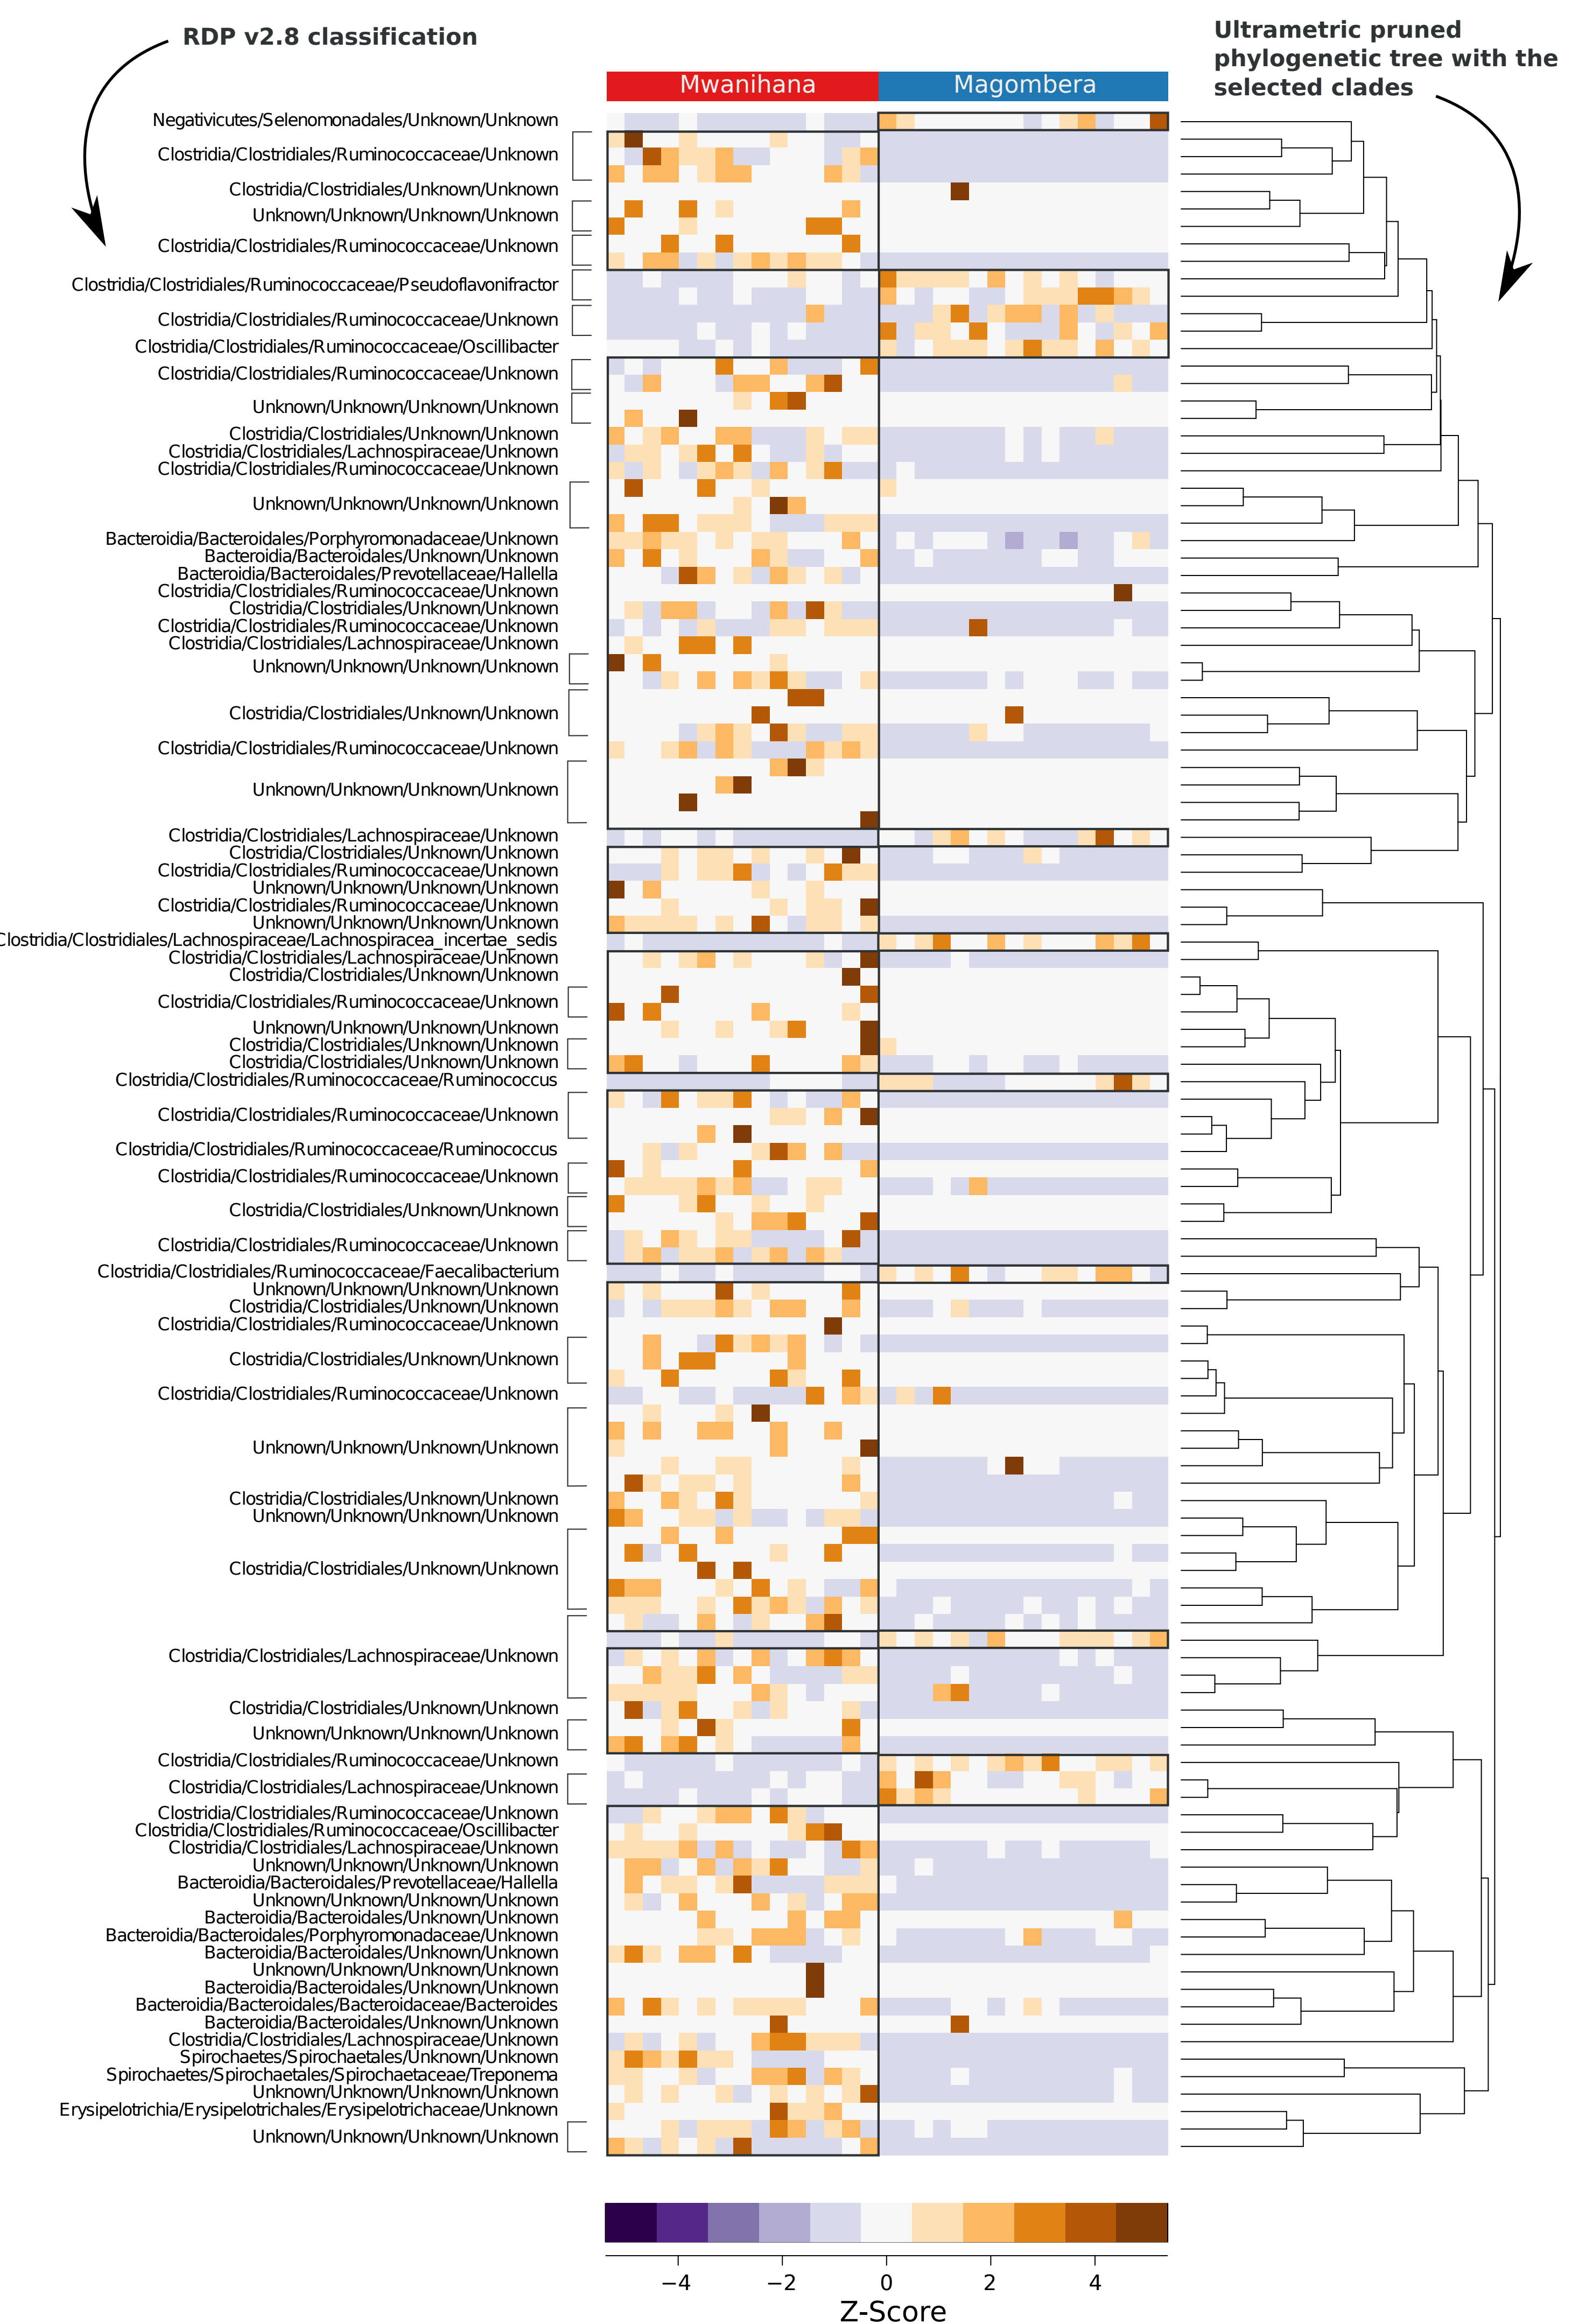 RDP v2.8 classification
Ultrametric pruned
phylogenetic tree with the
selected clades
Mwanihana
Magombera
Negativicutes/Selenomonadales/Unknown/Unknown
Clostridia/Clostridiales/Ruminococcaceae/Unknown
Clostridia/Clostridiales/Unknown/Unknown
Unknown/Unknown/Unknown/Unknown
Clostridia/Clostridiales/Ruminococcaceae/Unknown
Clostridia/Clostridiales/Ruminococcaceae/Pseudoflavonifractor
Clostridia/Clostridiales/Ruminococcaceae/Unknown
Clostridia/Clostridiales/Ruminococcaceae/Oscillibacter
Clostridia/Clostridiales/Ruminococcaceae/Unknown
Unknown/Unknown/Unknown/Unknown
Clostridia/Clostridiales/Unknown/Unknown
Clostridia/Clostridiales/Lachnospiraceae/Unknown
Clostridia/Clostridiales/Ruminococcaceae/Unknown
Unknown/Unknown/Unknown/Unknown
Bacteroidia/Bacteroidales/Porphyromonadaceae/Unknown
Bacteroidia/Bacteroidales/Unknown/Unknown
Bacteroidia/Bacteroidales/Prevotellaceae/Hallella
Clostridia/Clostridiales/Ruminococcaceae/Unknown
Clostridia/Clostridiales/Unknown/Unknown
Clostridia/Clostridiales/Ruminococcaceae/Unknown
Clostridia/Clostridiales/Lachnospiraceae/Unknown
Unknown/Unknown/Unknown/Unknown
Clostridia/Clostridiales/Unknown/Unknown
Clostridia/Clostridiales/Ruminococcaceae/Unknown
Unknown/Unknown/Unknown/Unknown
Clostridia/Clostridiales/Lachnospiraceae/Unknown
Clostridia/Clostridiales/Unknown/Unknown
Clostridia/Clostridiales/Ruminococcaceae/Unknown
Unknown/Unknown/Unknown/Unknown
Clostridia/Clostridiales/Ruminococcaceae/Unknown
Unknown/Unknown/Unknown/Unknown
Clostridia/Clostridiales/Lachnospiraceae/Lachnospiracea_incertae_sedis
Clostridia/Clostridiales/Lachnospiraceae/Unknown
Clostridia/Clostridiales/Unknown/Unknown
Clostridia/Clostridiales/Ruminococcaceae/Unknown
Unknown/Unknown/Unknown/Unknown
Clostridia/Clostridiales/Unknown/Unknown
Clostridia/Clostridiales/Unknown/Unknown
Clostridia/Clostridiales/Ruminococcaceae/Ruminococcus
Clostridia/Clostridiales/Ruminococcaceae/Unknown
Clostridia/Clostridiales/Ruminococcaceae/Ruminococcus
Clostridia/Clostridiales/Ruminococcaceae/Unknown
Clostridia/Clostridiales/Unknown/Unknown
Clostridia/Clostridiales/Ruminococcaceae/Unknown
Clostridia/Clostridiales/Ruminococcaceae/Faecalibacterium
Unknown/Unknown/Unknown/Unknown
Clostridia/Clostridiales/Unknown/Unknown
Clostridia/Clostridiales/Ruminococcaceae/Unknown
Clostridia/Clostridiales/Unknown/Unknown
Clostridia/Clostridiales/Ruminococcaceae/Unknown
Unknown/Unknown/Unknown/Unknown
Clostridia/Clostridiales/Unknown/Unknown
Unknown/Unknown/Unknown/Unknown
Clostridia/Clostridiales/Unknown/Unknown
Clostridia/Clostridiales/Lachnospiraceae/Unknown
Clostridia/Clostridiales/Unknown/Unknown
Unknown/Unknown/Unknown/Unknown
Clostridia/Clostridiales/Ruminococcaceae/Unknown
Clostridia/Clostridiales/Lachnospiraceae/Unknown
Clostridia/Clostridiales/Ruminococcaceae/Unknown
Clostridia/Clostridiales/Ruminococcaceae/Oscillibacter
Clostridia/Clostridiales/Lachnospiraceae/Unknown
Unknown/Unknown/Unknown/Unknown
Bacteroidia/Bacteroidales/Prevotellaceae/Hallella
Unknown/Unknown/Unknown/Unknown
Bacteroidia/Bacteroidales/Unknown/Unknown
Bacteroidia/Bacteroidales/Porphyromonadaceae/Unknown
Bacteroidia/Bacteroidales/Unknown/Unknown
Unknown/Unknown/Unknown/Unknown
Bacteroidia/Bacteroidales/Unknown/Unknown
Bacteroidia/Bacteroidales/Bacteroidaceae/Bacteroides
Bacteroidia/Bacteroidales/Unknown/Unknown
Clostridia/Clostridiales/Lachnospiraceae/Unknown
Spirochaetes/Spirochaetales/Unknown/Unknown
Spirochaetes/Spirochaetales/Spirochaetaceae/Treponema
Unknown/Unknown/Unknown/Unknown
Erysipelotrichia/Erysipelotrichales/Erysipelotrichaceae/Unknown
Unknown/Unknown/Unknown/Unknown
−4 −2 0 2 4
Z-Score